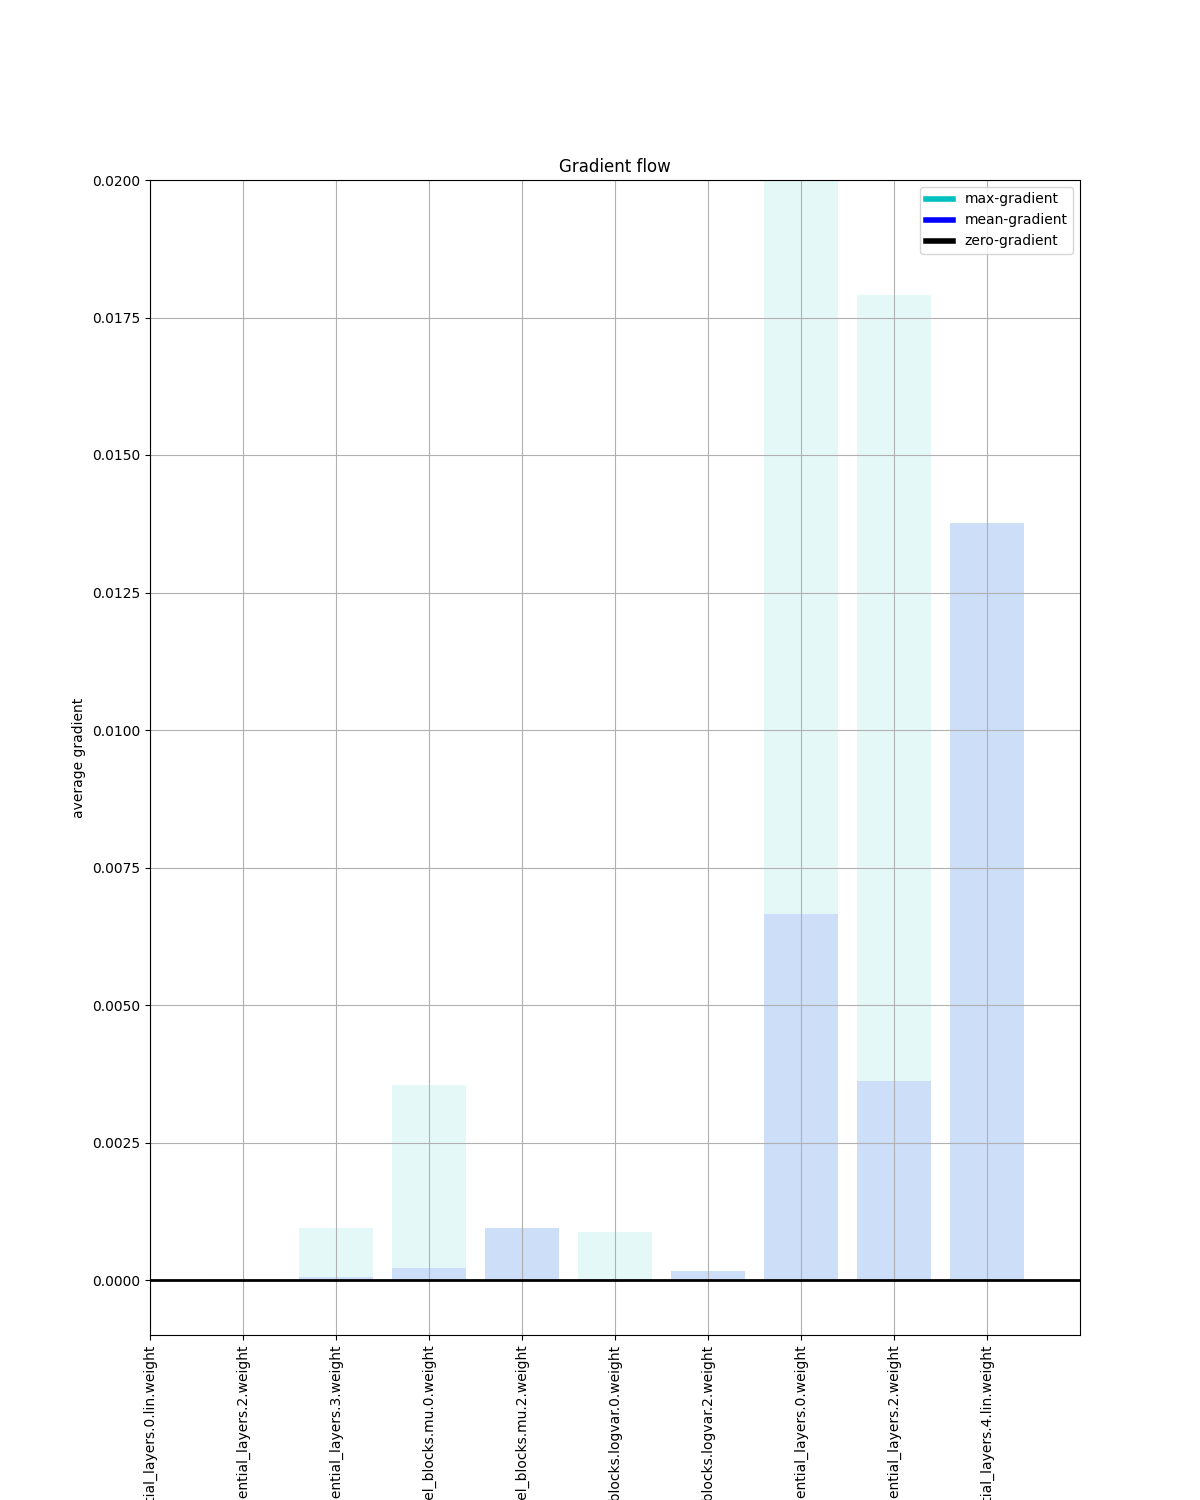 Gradient flow
max-gradient
mean-gradient
zero-gradient
0.0200
0.0175
0.0150
0.0125
0.0100
0.0075
0.0050
0.0025
0.0000
average gradient
tial_layers.0.lin.weight
ential_layers.2.weight
ential_layers.3.weight
el_blocks.mu.0.weight
el_blocks.mu.2.weight
blocks.logvar.0.weight
blocks.logvar.2.weight
ential_layers.0.weight
ential_layers.2.weight
tial_layers.4.lin.weight